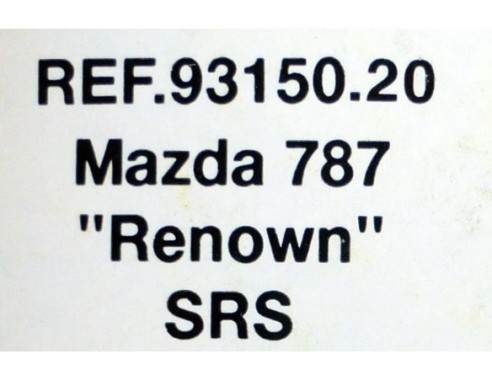 REF.93150.20
Mazda 787
"Renown"
SRS